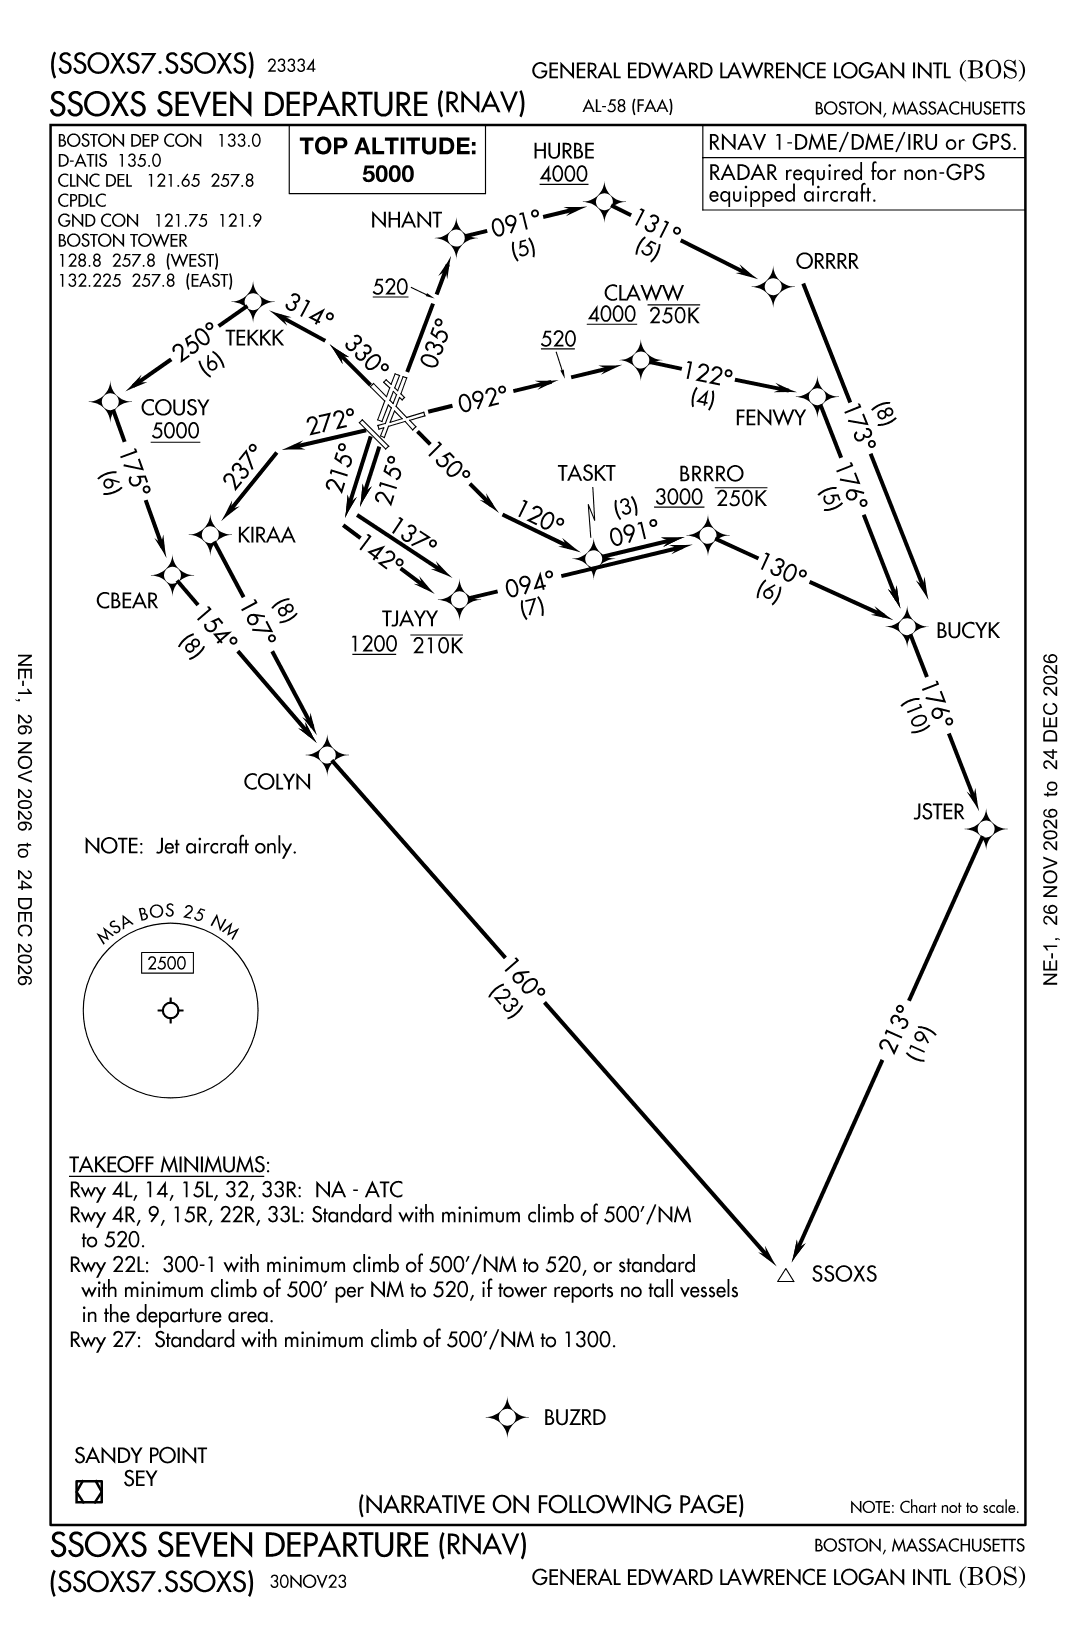 (SSOXS7.SSOXS) 23334
GENERAL EDWARD LAWRENCE LOGAN INTL (BOS)
SSOXS SEVEN DEPARTURE (RNAV)
AL-58 (FAA)
BOSTON, MASSACHUSETTS
BOSTON DEP CON 133.0
D-ATIS 135.0
CLNC DEL 121.65 257.8
CPDLC
GND CON 121.75 121.9
BOSTON TOWER
128.8 257.8 (WEST)
132.225 257.8 (EAST)
TOP ALTITUDE:
5000
RNAV 1-DME/DME/IRU or GPS.
RADAR required for non-GPS
equipped aircraft.
HURBE
4000
NHANT
091°
(5)
131°
(5)
ORRRR
520
035°
CLAWW
4000 250K
520
TEKKK
314°
330°
250°
(6)
092°
122°
(4)
FENWY
COUSY
5000
272°
237°
215°
215°
150°
173°
(8)
176°
(5)
175°
(6)
TASKT
BRRRO
3000 250K
120°
(3)
091°
KIRAA
137°
142°
094°
(7)
130°
(6)
CBEAR
TJAYY
1200 210K
167°
(8)
154°
(8)
BUCYK
176°
(10)
COLYN
JSTER
NE-1, 26 NOV 2026 to 24 DEC 2026
NE-1, 26 NOV 2026 to 24 DEC 2026
NOTE: Jet aircraft only.
MSA BOS 25 NM
2500
160°
(23)
213°
(19)
SSOXS
TAKEOFF MINIMUMS:
Rwy 4L, 14, 15L, 32, 33R: NA - ATC
Rwy 4R, 9, 15R, 22R, 33L: Standard with minimum climb of 500'/NM
to 520.
Rwy 22L: 300-1 with minimum climb of 500'/NM to 520, or standard
with minimum climb of 500' per NM to 520, if tower reports no tall vessels
in the departure area.
Rwy 27: Standard with minimum climb of 500'/NM to 1300.
BUZRD
SANDY POINT
SEY
(NARRATIVE ON FOLLOWING PAGE)
NOTE: Chart not to scale.
SSOXS SEVEN DEPARTURE (RNAV)
BOSTON, MASSACHUSETTS
(SSOXS7.SSOXS) 30NOV23
GENERAL EDWARD LAWRENCE LOGAN INTL (BOS)